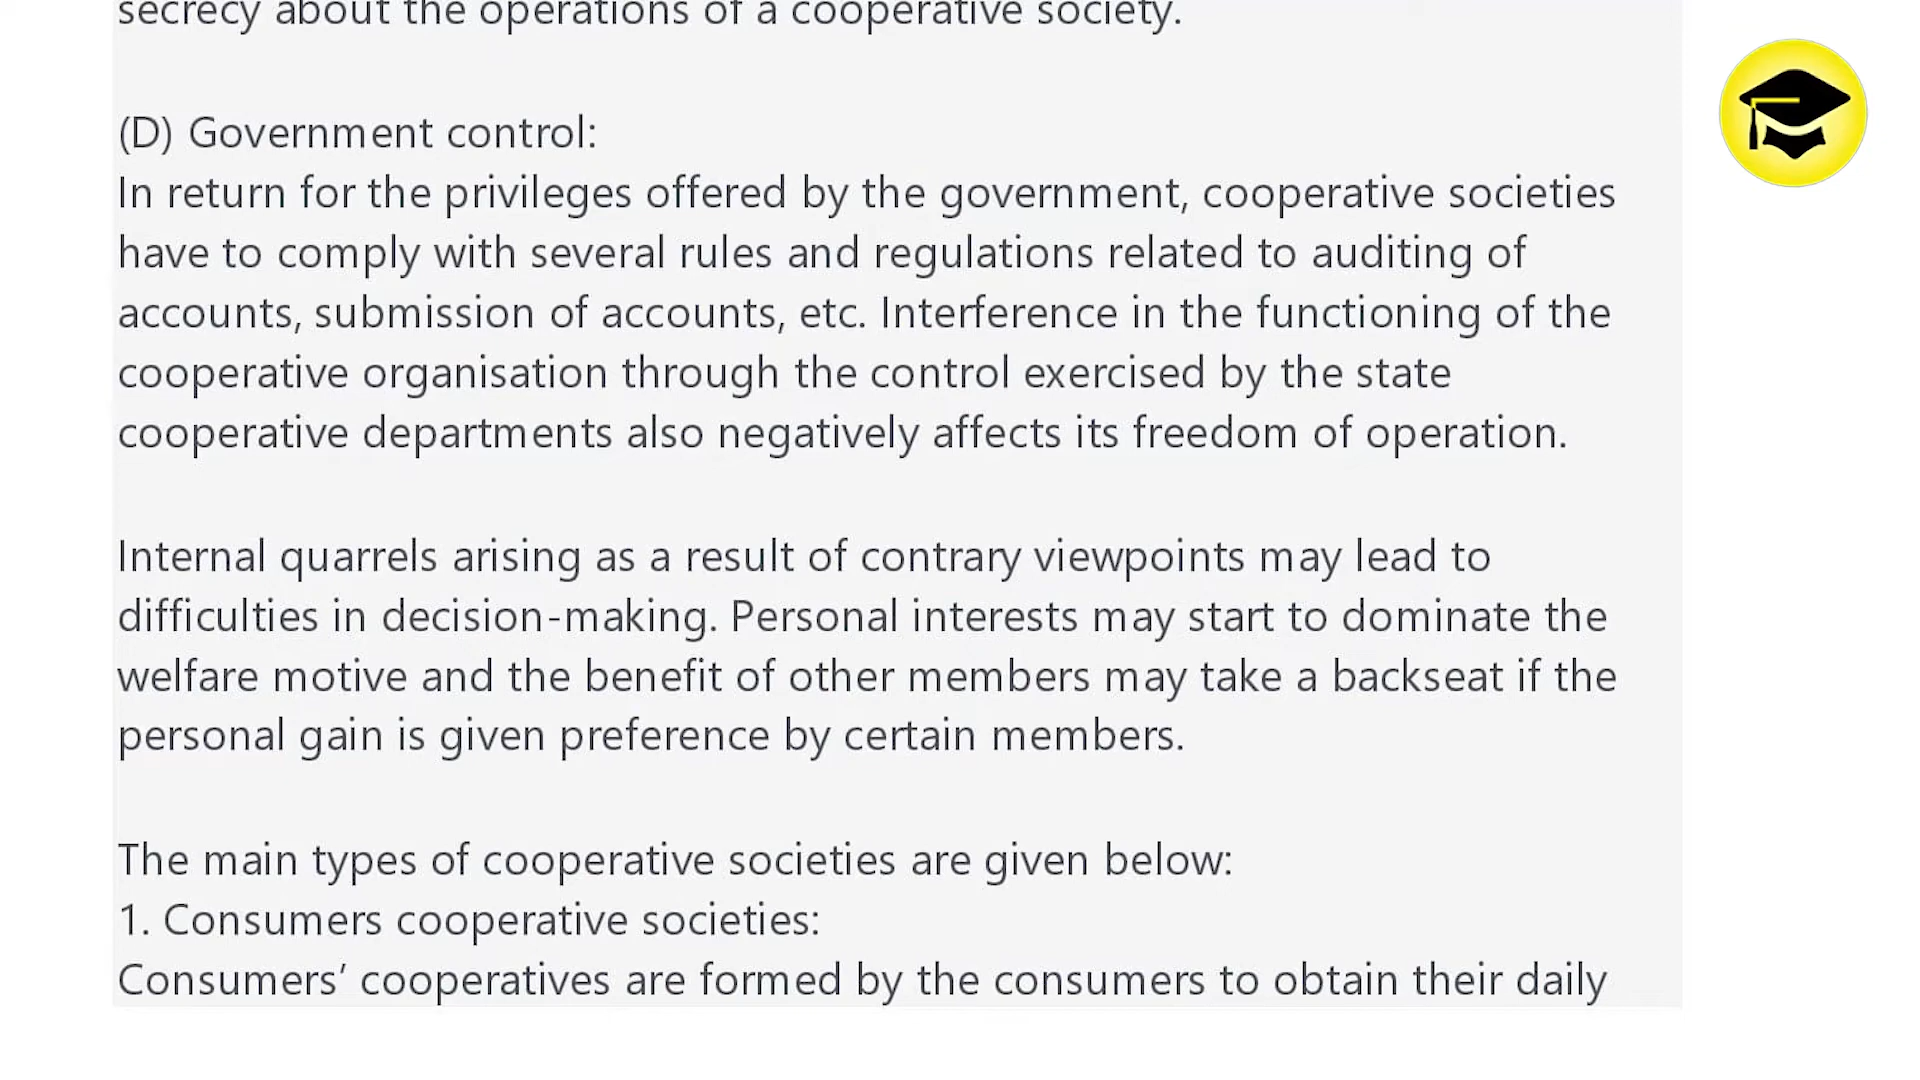 secrecy about the operations of a cooperative society.
(D) Government control:
In return for the privileges offered by the government, cooperative societies
have to comply with several rules and regulations related to auditing of
accounts, submission of accounts, etc. Interference in the functioning of the
cooperative organisation through the control exercised by the state
cooperative departments also negatively affects its freedom of operation.
Internal quarrels arising as a result of contrary viewpoints may lead to
difficulties in decision-making. Personal interests may start to dominate the
welfare motive and the benefit of other members may take a backseat if the
personal gain is given preference by certain members.
The main types of cooperative societies are given below:
1. Consumers cooperative societies:
Consumers’ cooperatives are formed by the consumers to obtain their daily